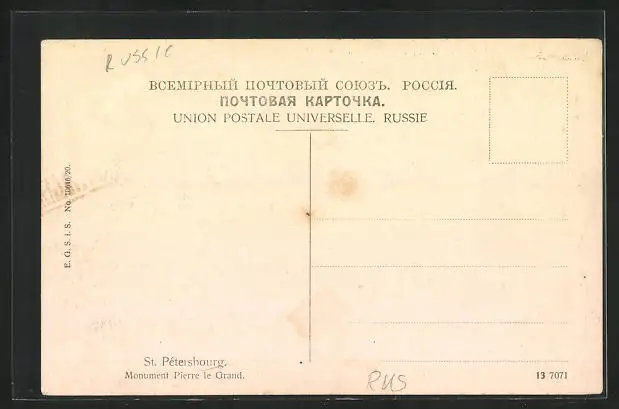 RUSSIE
ВСЕМІРНЫЙ ПОЧТОВЫЙ СОЮЗЪ. РОССІЯ.
ПОЧТОВАЯ КАРТОЧКА.
UNION POSTALE UNIVERSELLE. RUSSIE
E. G. S. i. S. No.
St. Pétersbourg.
Monument Pierre le Grand.
RUS
13 7071